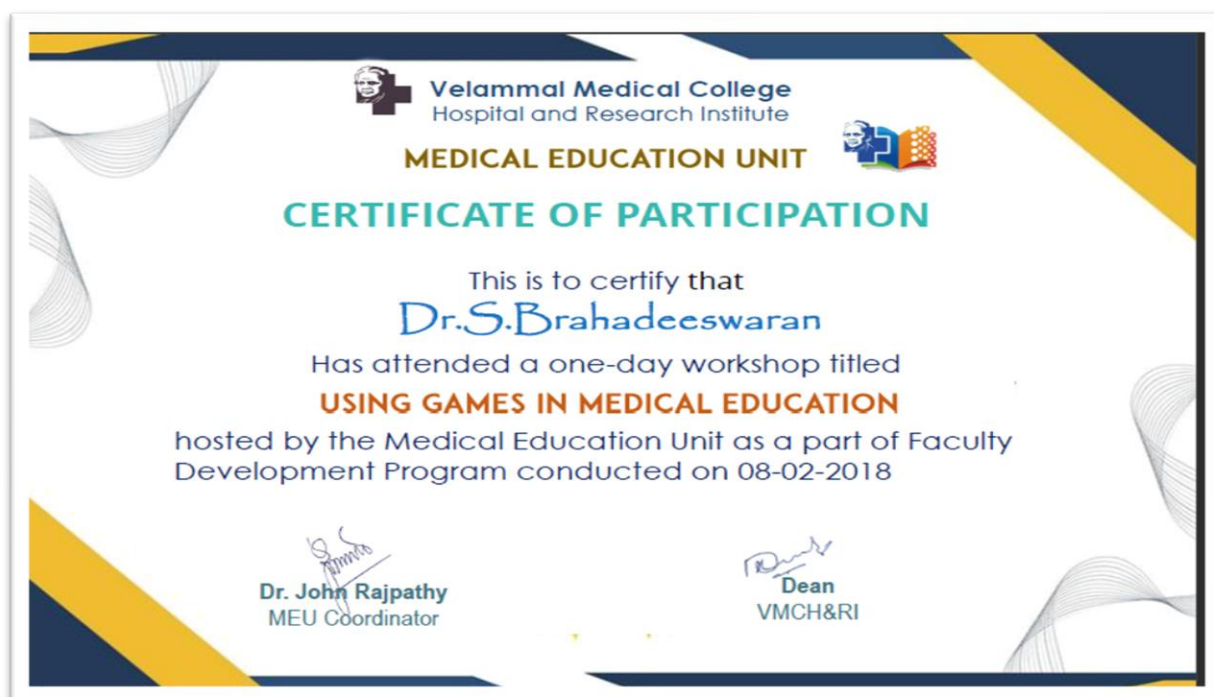 Velammal Medical College
Hospital and Research Institute
MEDICAL EDUCATION UNIT
CERTIFICATE OF PARTICIPATION
This is to certify that
Dr.S.Brahadeeswaran
Has attended a one-day workshop titled
USING GAMES IN MEDICAL EDUCATION
hosted by the Medical Education Unit as a part of Faculty
Development Program conducted on 08-02-2018
Dr. John Rajpathy
MEU Coordinator
Dean
VMCH&RI